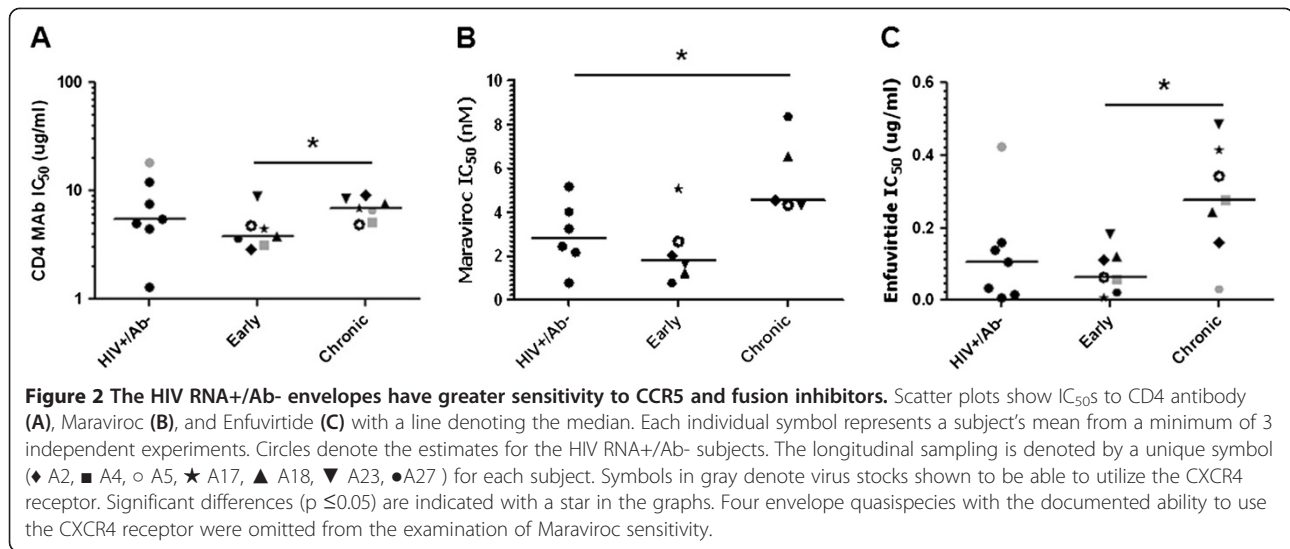 A
CD4 MAb IC50 (ug/ml)
100
10
1
*
HIV+/Ab-
Early
Chronic
B
Maraviroc IC50 (nM)
10
8
6
4
2
0
*
HIV+/Ab-
Early
Chronic
C
Enfuvirtide IC50 (ug/ml)
0.6
0.4
0.2
0.0
*
HIV+/Ab-
Early
Chronic
Figure 2 The HIV RNA+/Ab- envelopes have greater sensitivity to CCR5 and fusion inhibitors. Scatter plots show IC50s to CD4 antibody
(A), Maraviroc (B), and Enfuvirtide (C) with a line denoting the median. Each individual symbol represents a subject's mean from a minimum of 3
independent experiments. Circles denote the estimates for the HIV RNA+/Ab- subjects. The longitudinal sampling is denoted by a unique symbol
(♦ A2, ■ A4, ○ A5, ★ A17, ▲ A18, ▼ A23, ●A27 ) for each subject. Symbols in gray denote virus stocks shown to be able to utilize the CXCR4
receptor. Significant differences (p ≤0.05) are indicated with a star in the graphs. Four envelope quasispecies with the documented ability to use
the CXCR4 receptor were omitted from the examination of Maraviroc sensitivity.